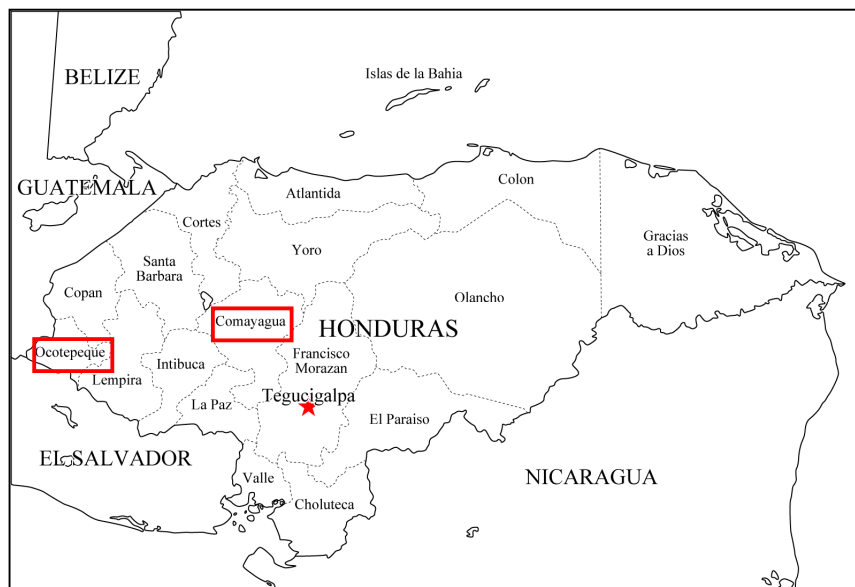 BELIZE
Islas de la Bahia
GUATEMALA
Atlantida
Colon
Cortes
Yoro
Gracias
a Dios
Santa
Barbara
Copan
Olancho
Comayagua
HONDURAS
Ocotepeque
Francisco
Morazan
Intibuca
Lempira
Tegucigalpa
La Paz
El Paraiso
EL SALVADOR
Valle
NICARAGUA
Choluteca